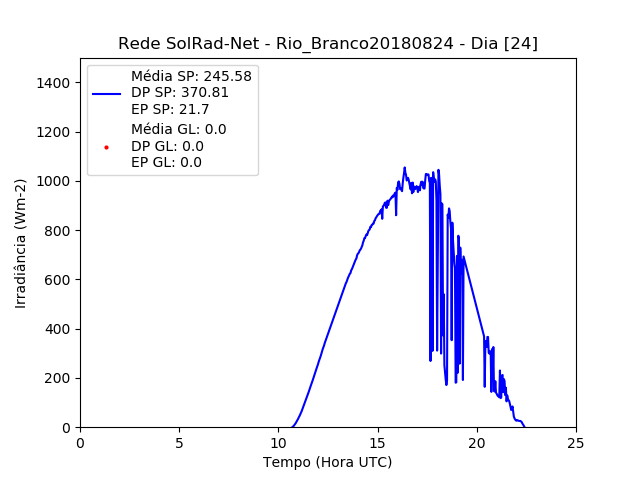 Rede SolRad-Net - Rio_Branco20180824 - Dia [24]
Média SP: 245.58
DP SP: 370.81
EP SP: 21.7
Média GL: 0.0
DP GL: 0.0
EP GL: 0.0
Irradiância (Wm-2)
1400
1200
1000
800
600
400
200
0
0 5 10 15 20 25
Tempo (Hora UTC)